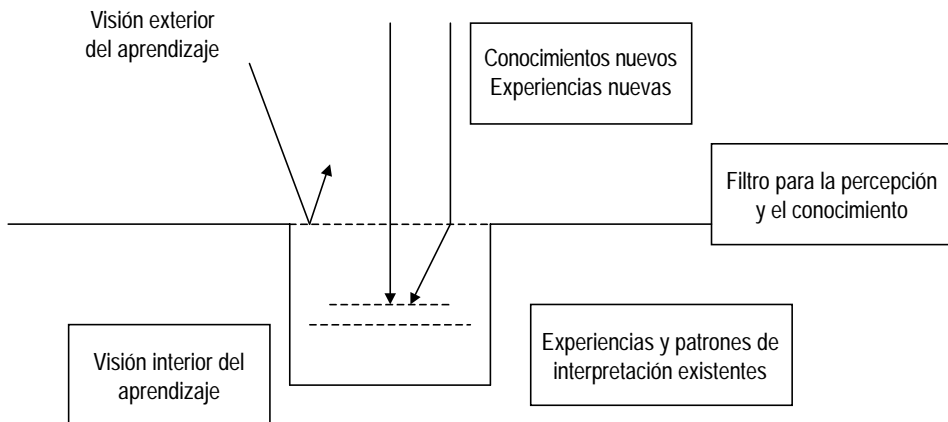 Visión exterior
del aprendizaje
Conocimientos nuevos
Experiencias nuevas
Filtro para la percepción
y el conocimiento
Visión interior del
aprendizaje
Experiencias y patrones de
interpretación existentes